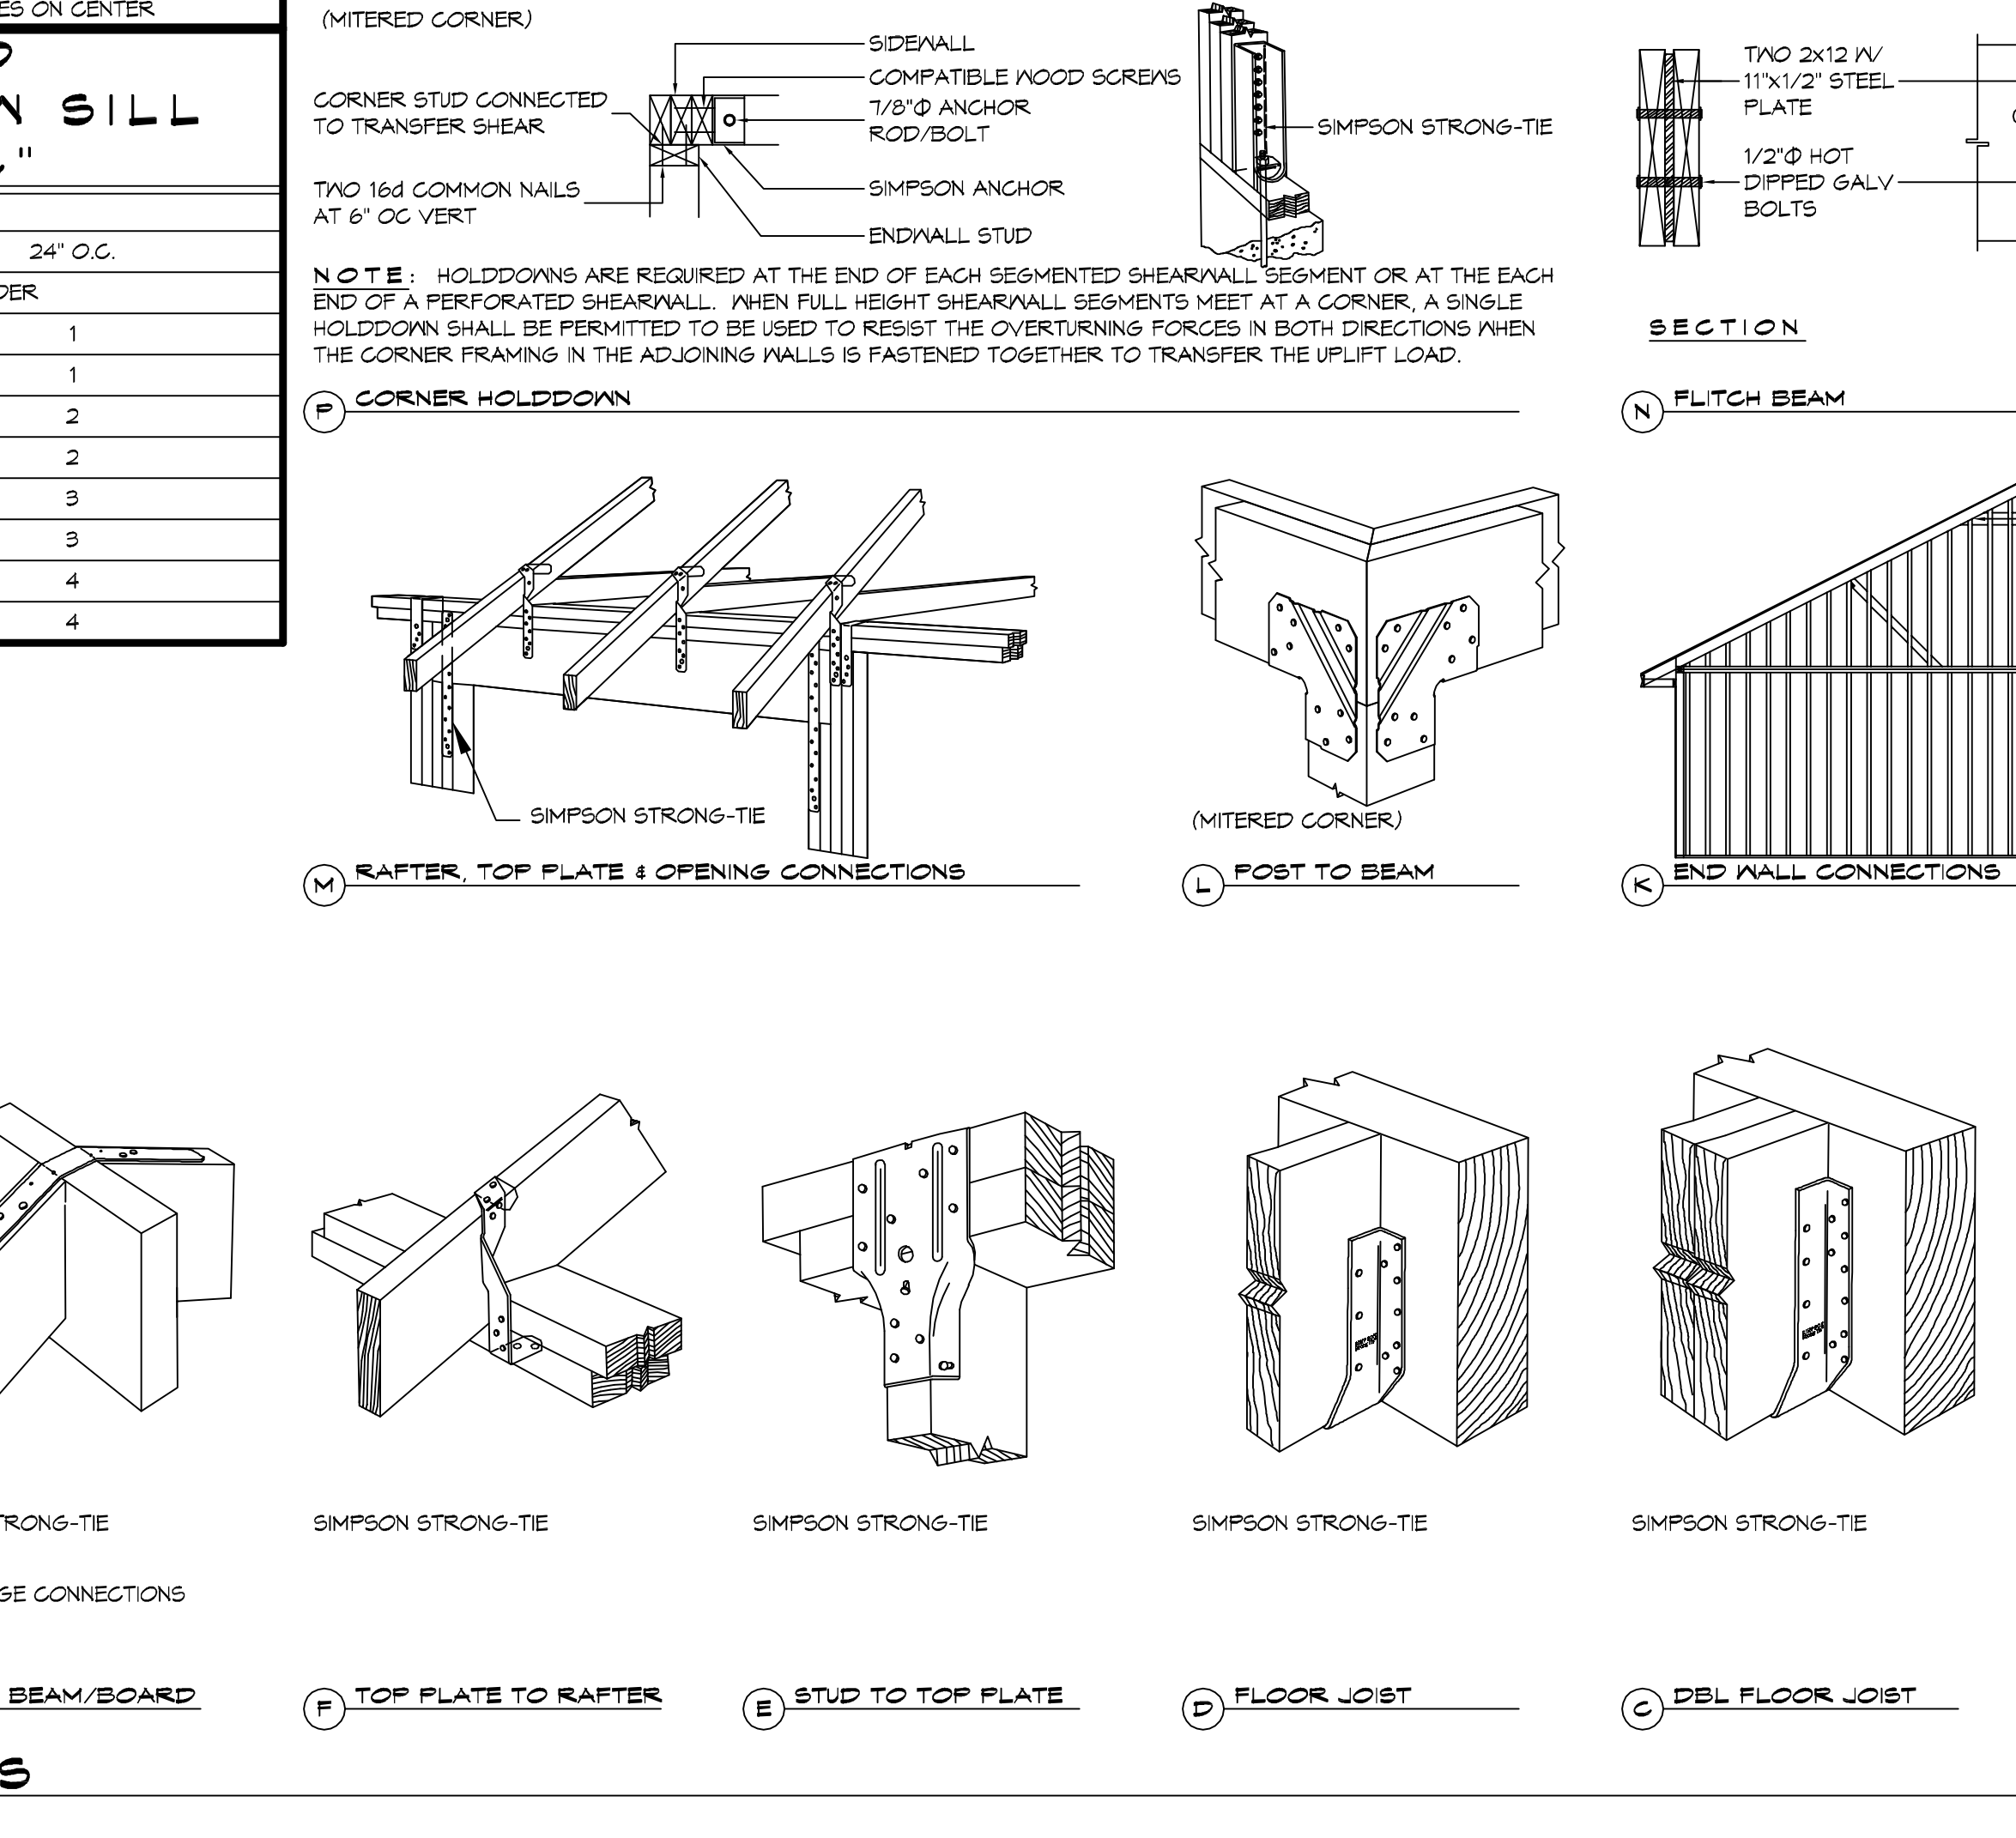 ES ON CENTER
N SILL
24" O.C.
DER
1
1
2
2
3
3
4
4
(MITERED CORNER)
CORNER STUD CONNECTED
TO TRANSFER SHEAR
TWO 16d COMMON NAILS
AT 6" OC VERT
SIDEWALL
COMPATIBLE WOOD SCREWS
7/8"Φ ANCHOR
ROD/BOLT
SIMPSON ANCHOR
ENDWALL STUD
SIMPSON STRONG-TIE
NOTE: HOLDDOWNS ARE REQUIRED AT THE END OF EACH SEGMENTED SHEARWALL SEGMENT OR AT THE EACH
END OF A PERFORATED SHEARWALL. WHEN FULL HEIGHT SHEARWALL SEGMENTS MEET AT A CORNER, A SINGLE
HOLDDOWN SHALL BE PERMITTED TO BE USED TO RESIST THE OVERTURNING FORCES IN BOTH DIRECTIONS WHEN
THE CORNER FRAMING IN THE ADJOINING WALLS IS FASTENED TOGETHER TO TRANSFER THE UPLIFT LOAD.
P CORNER HOLDDOWN
TWO 2x12 W/
11"x1/2" STEEL
PLATE
1/2"Φ HOT
DIPPED GALV
BOLTS
SECTION
N FLITCH BEAM
SIMPSON STRONG-TIE
M RAFTER, TOP PLATE & OPENING CONNECTIONS
(MITERED CORNER)
L POST TO BEAM
K END WALL CONNECTIONS
TRONG-TIE
GE CONNECTIONS
BEAM/BOARD
SIMPSON STRONG-TIE
F TOP PLATE TO RAFTER
SIMPSON STRONG-TIE
E STUD TO TOP PLATE
SIMPSON STRONG-TIE
D FLOOR JOIST
SIMPSON STRONG-TIE
C DBL FLOOR JOIST
S